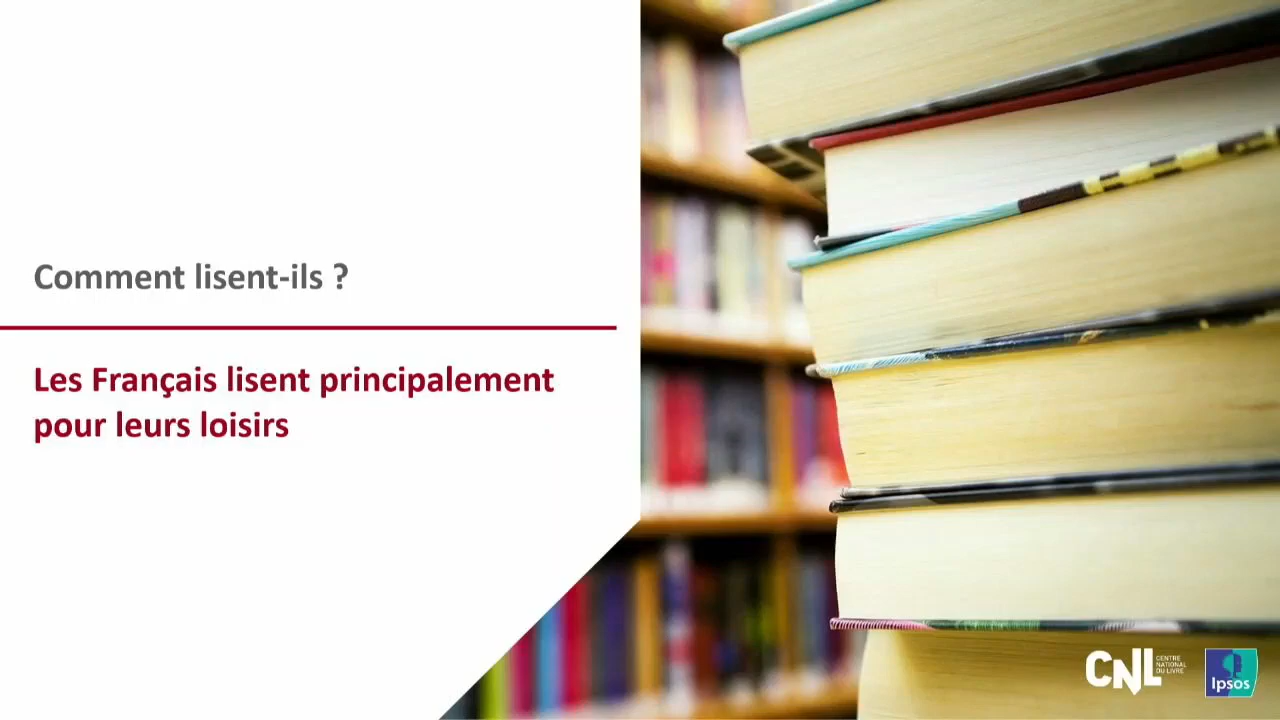 Comment lisent-ils ?
Les Français lisent principalement
pour leurs loisirs
CNL
CENTRE
NATIONAL
DU LIVRE
Ipsos